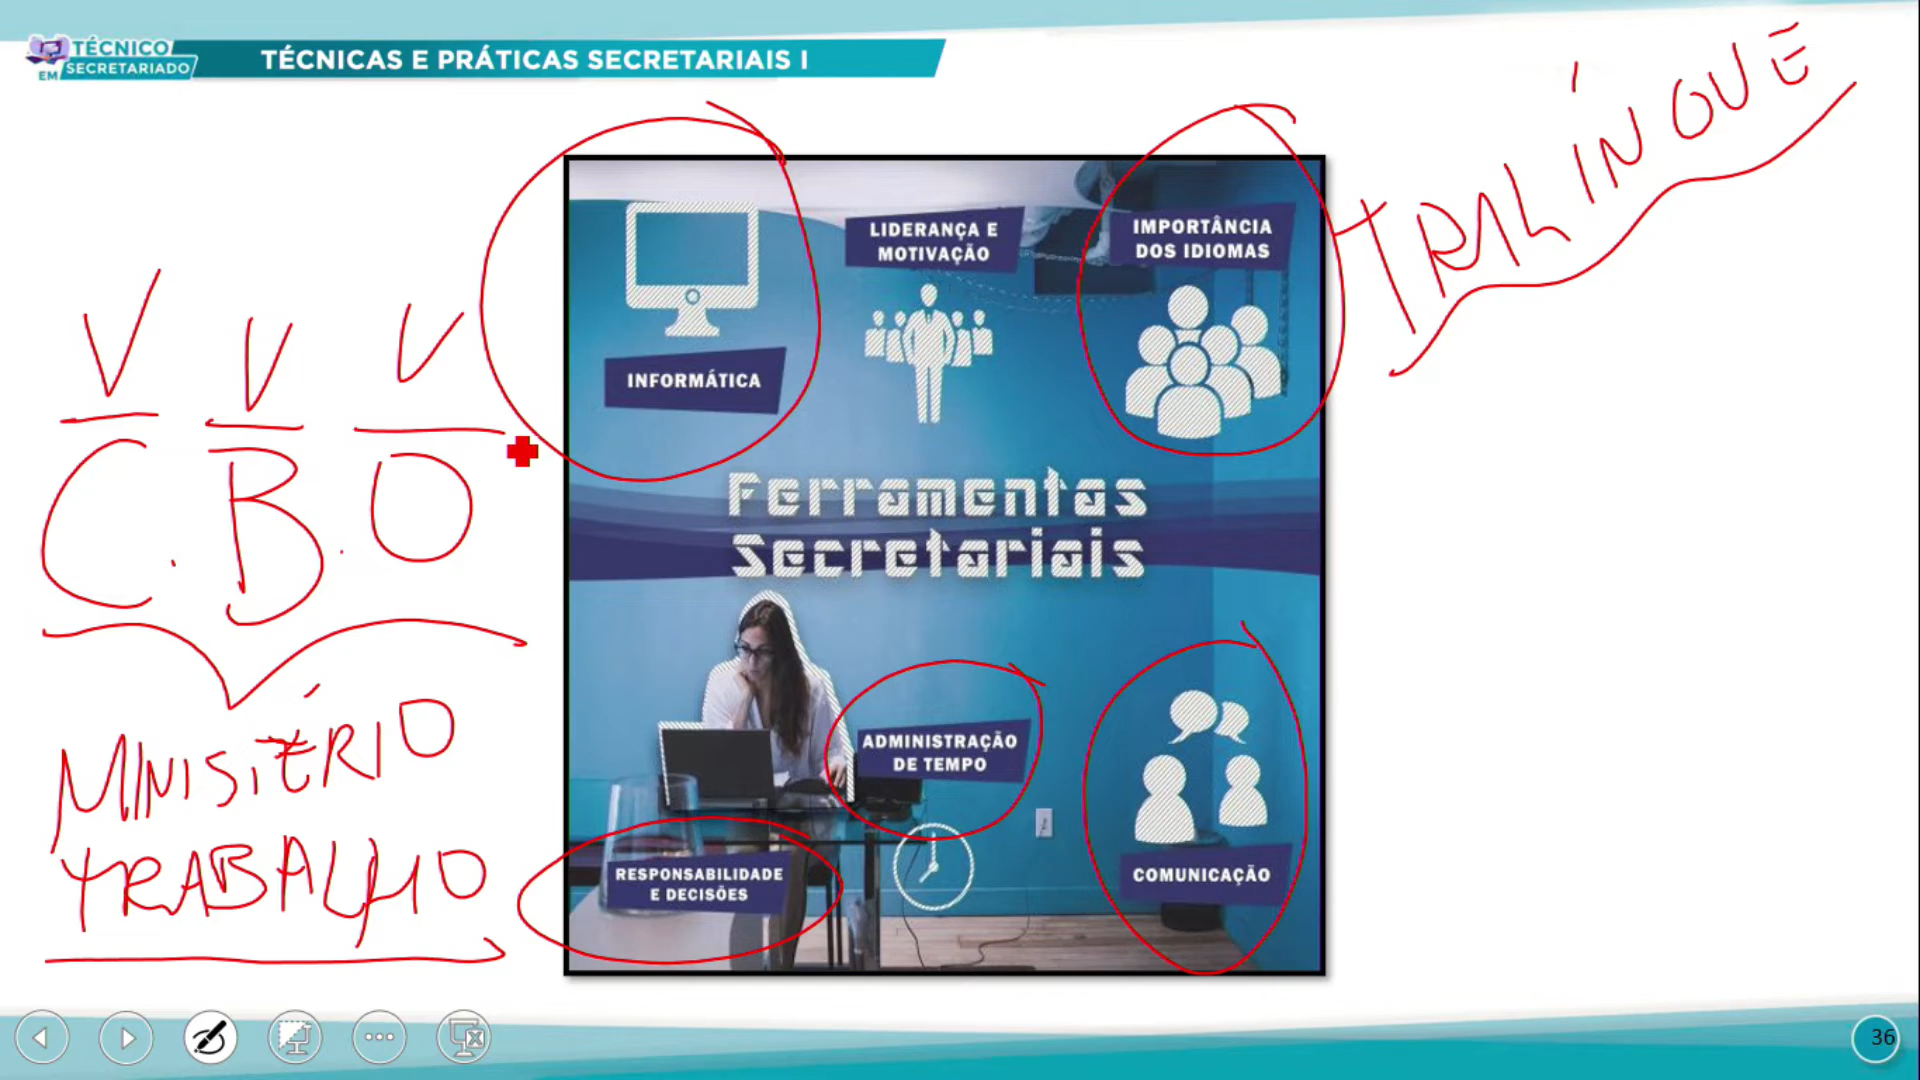 TÉCNICO
EM SECRETARIADO
TÉCNICAS E PRÁTICAS SECRETARIAIS I
TRILÍNGUE
INFORMÁTICA
LIDERANÇA E
MOTIVAÇÃO
IMPORTÂNCIA
DOS IDIOMAS
V V V
C.B.O
Ferramentas
Secretariais
MINISTÉRIO
TRABALHO
ADMINISTRAÇÃO
DE TEMPO
RESPONSABILIDADE
E DECISÕES
COMUNICAÇÃO
36